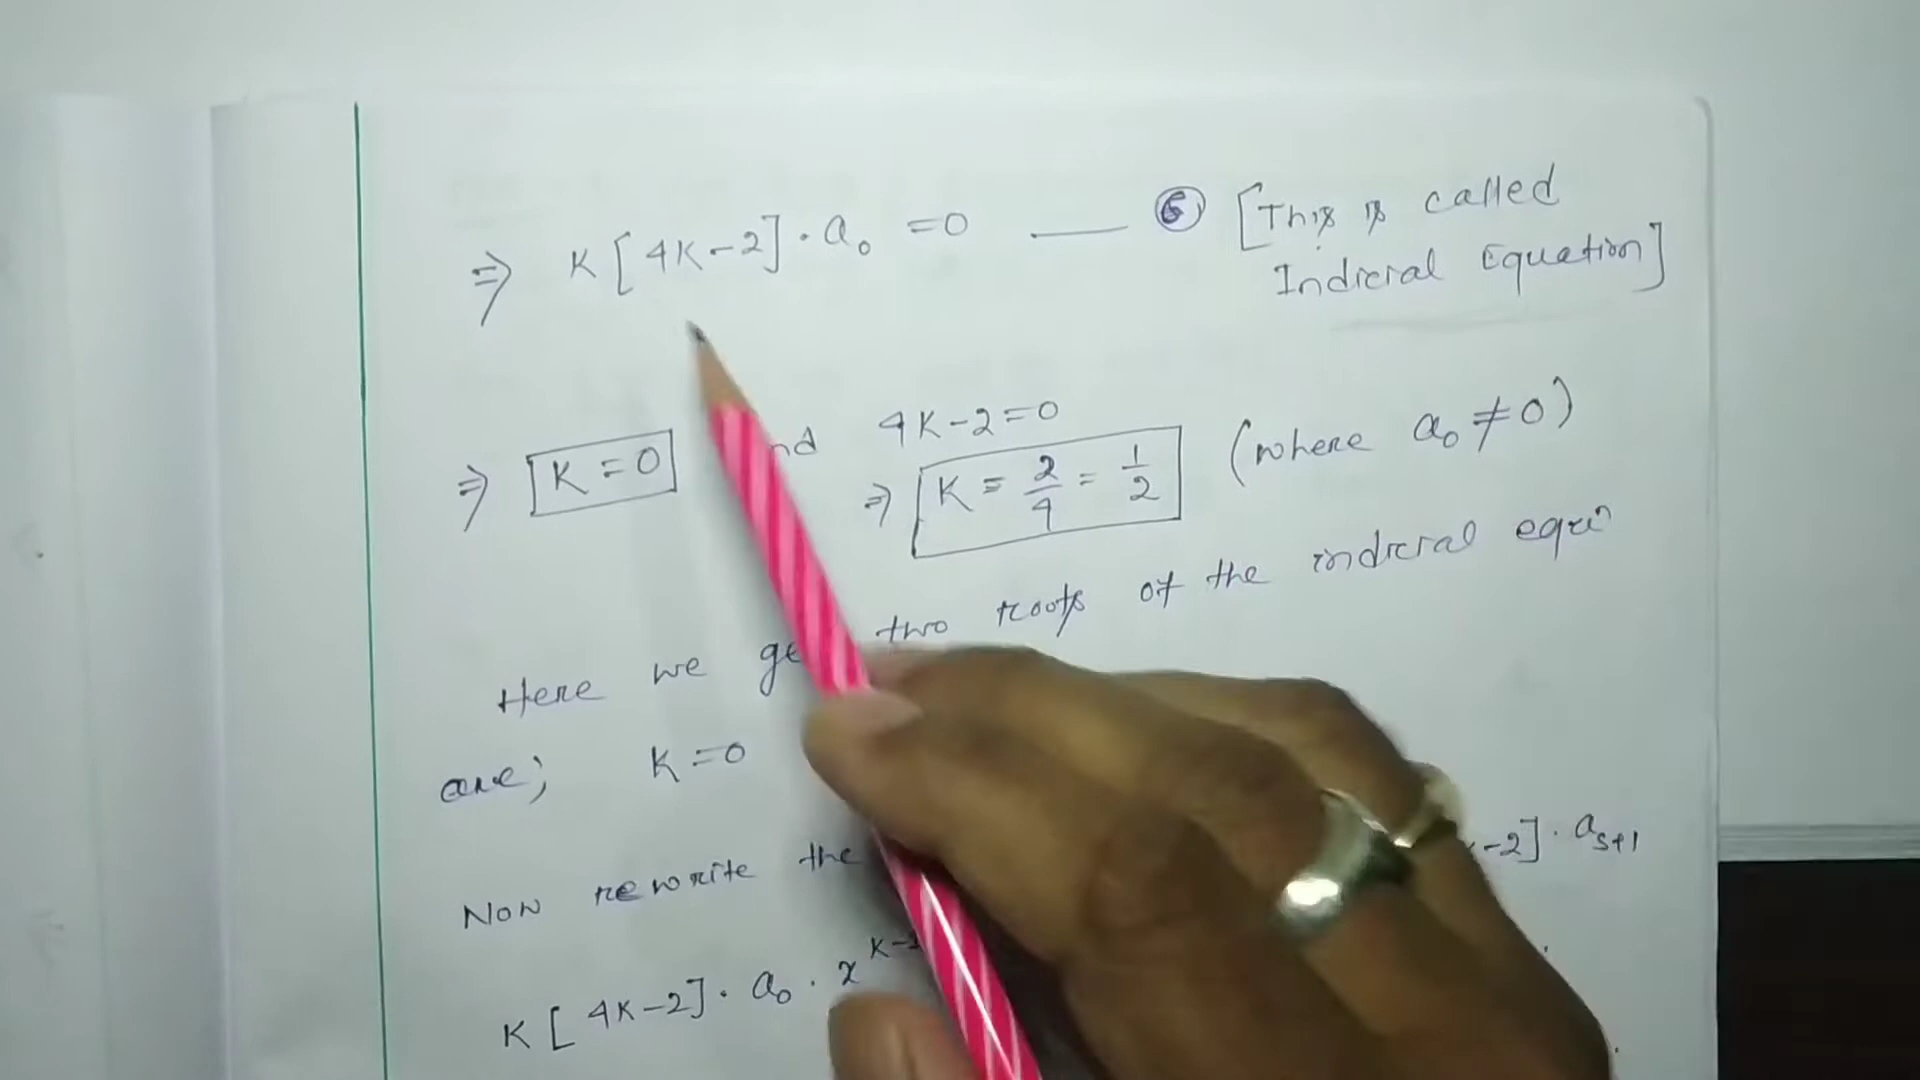 ⇒ K[4K-2]·a₀ =0 —— ⑤ [This is called
Indicial Equation]
⇒ K=0 4K-2=0
⇒ K = 2/4 = 1/2 (where a₀≠0)
Here we two roots of the indicial equⁿ
are; K=0
Now rewrite the -2]·aₛ₊₁
K[4K-2]·a₀·x